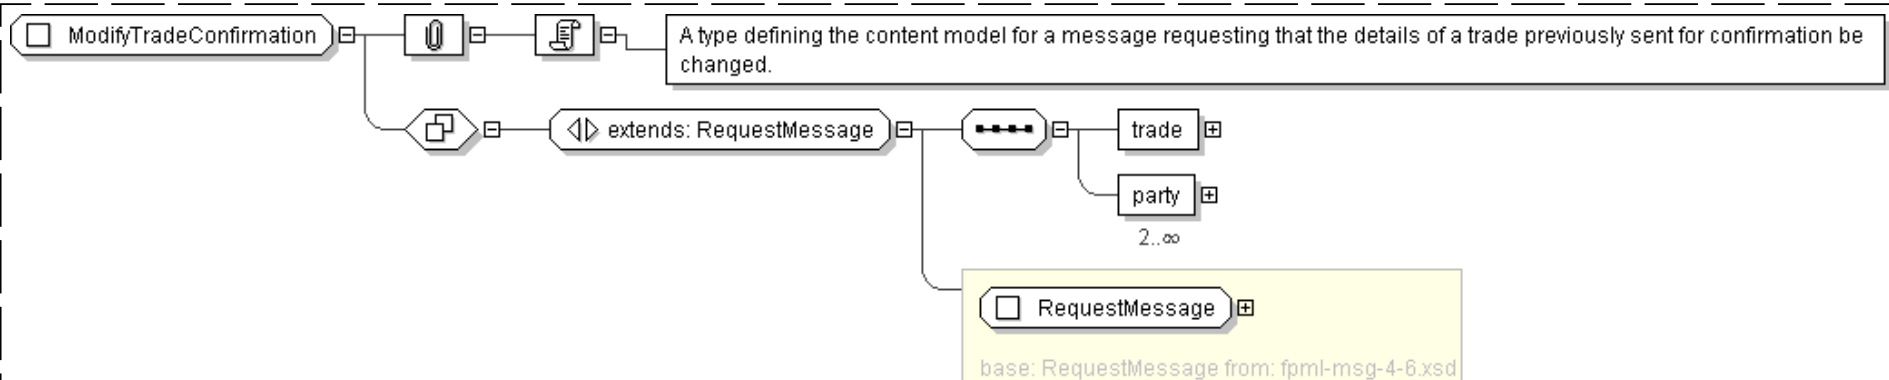 ModifyTradeConfirmation
A type defining the content model for a message requesting that the details of a trade previously sent for confirmation be
changed.
extends: RequestMessage
trade
party
2..∞
RequestMessage
base: RequestMessage from: fpml-msg-4-6.xsd